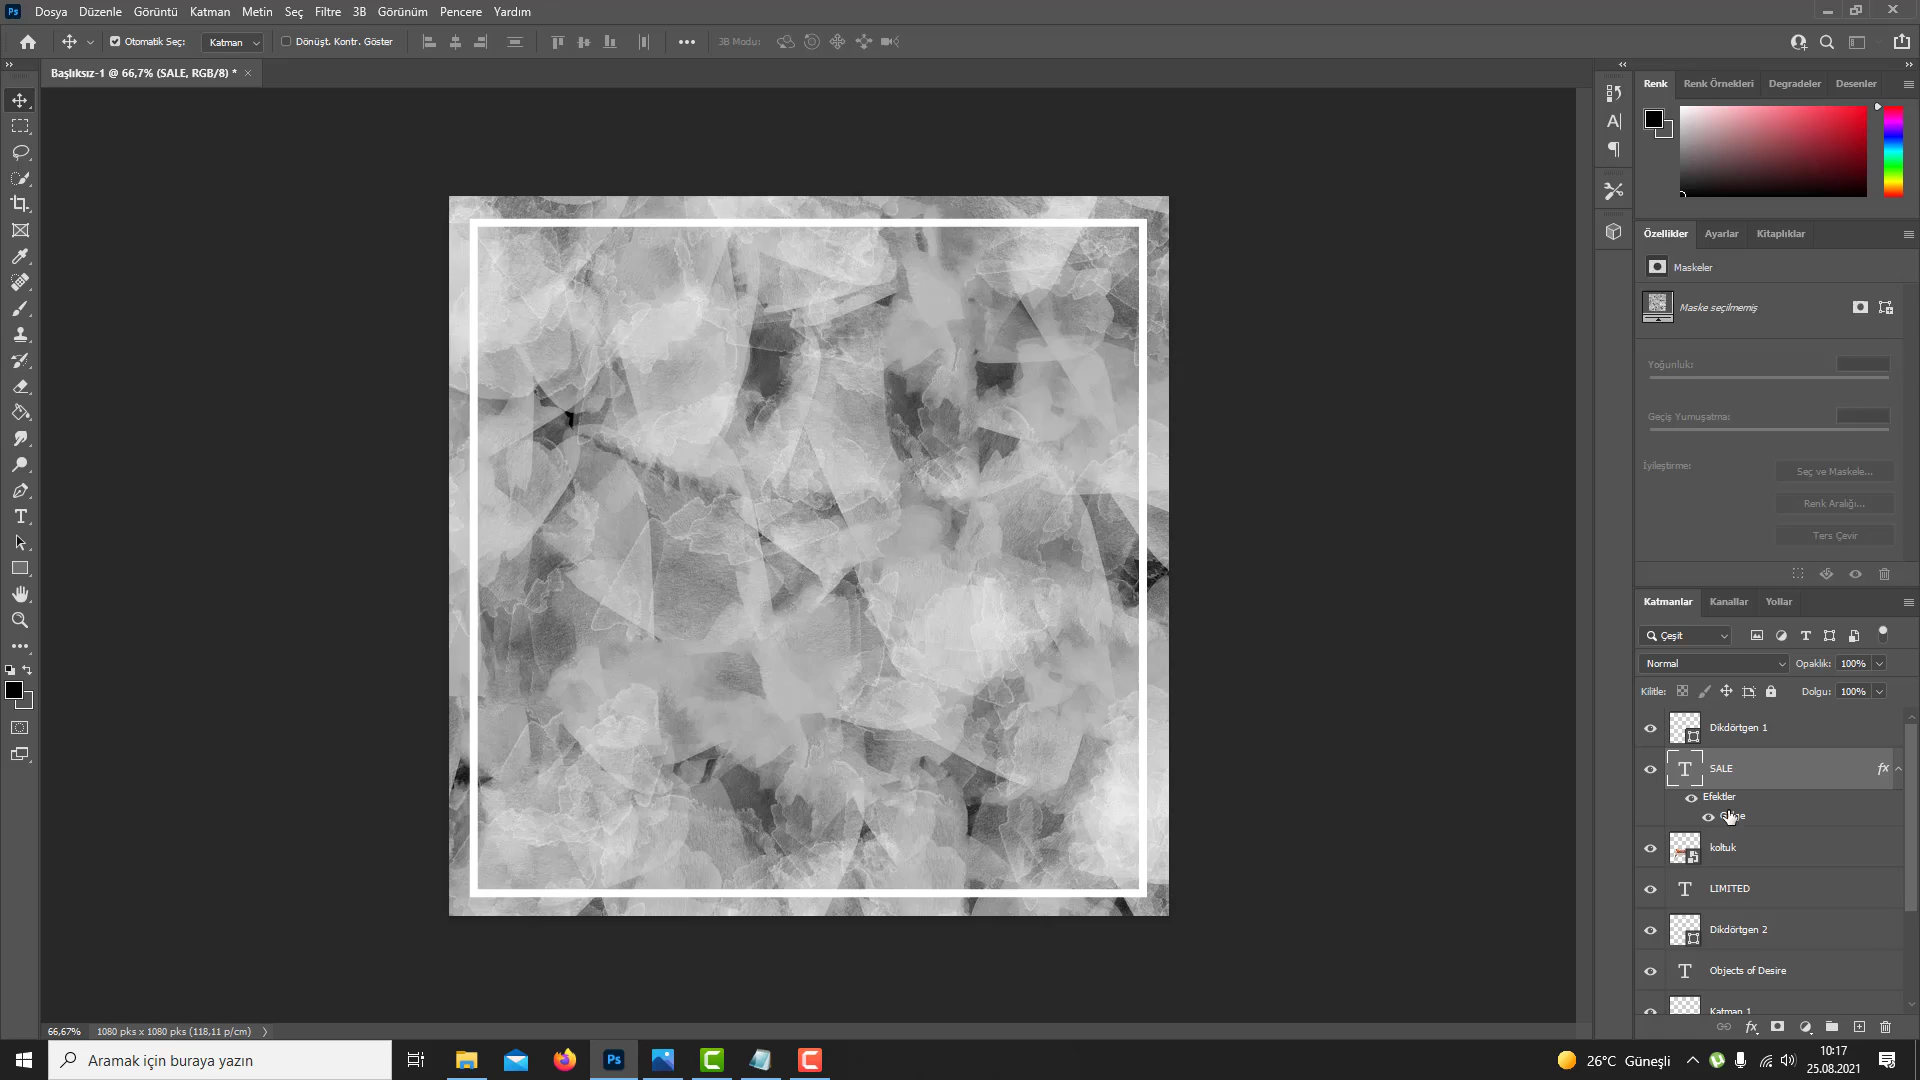 Ps Dosya Düzenle Görüntü Katman Metin Seç Filtre 3B Görünüm Pencere Yardım
Otomatik Seç: Katman Dönüşt. Kontr. Göster 3B Modu:
Başlıksız-1 @ 66,7% (SALE, RGB/8) *
Renk Renk Örnekleri Degradeler Desenler
Özellikler Ayarlar Kitaplıklar
Maskeler
Maske seçilmemiş
Yoğunluk:
Geçiş Yumuşatma:
İyileştirme: Seç ve Maskele...
Renk Aralığı...
Ters Çevir
Katmanlar Kanallar Yollar
Çeşit
Normal Opaklık: 100%
Kilitle: Dolgu: 100%
Dikdörtgen 1
SALE fx
Efektler
koltuk
LIMITED
Dikdörtgen 2
Objects of Desire
Katman 1
66,67% 1080 pks x 1080 pks (118,11 p/cm)
Aramak için buraya yazın
Ps
26°C Güneşli
10:17
25.08.2021